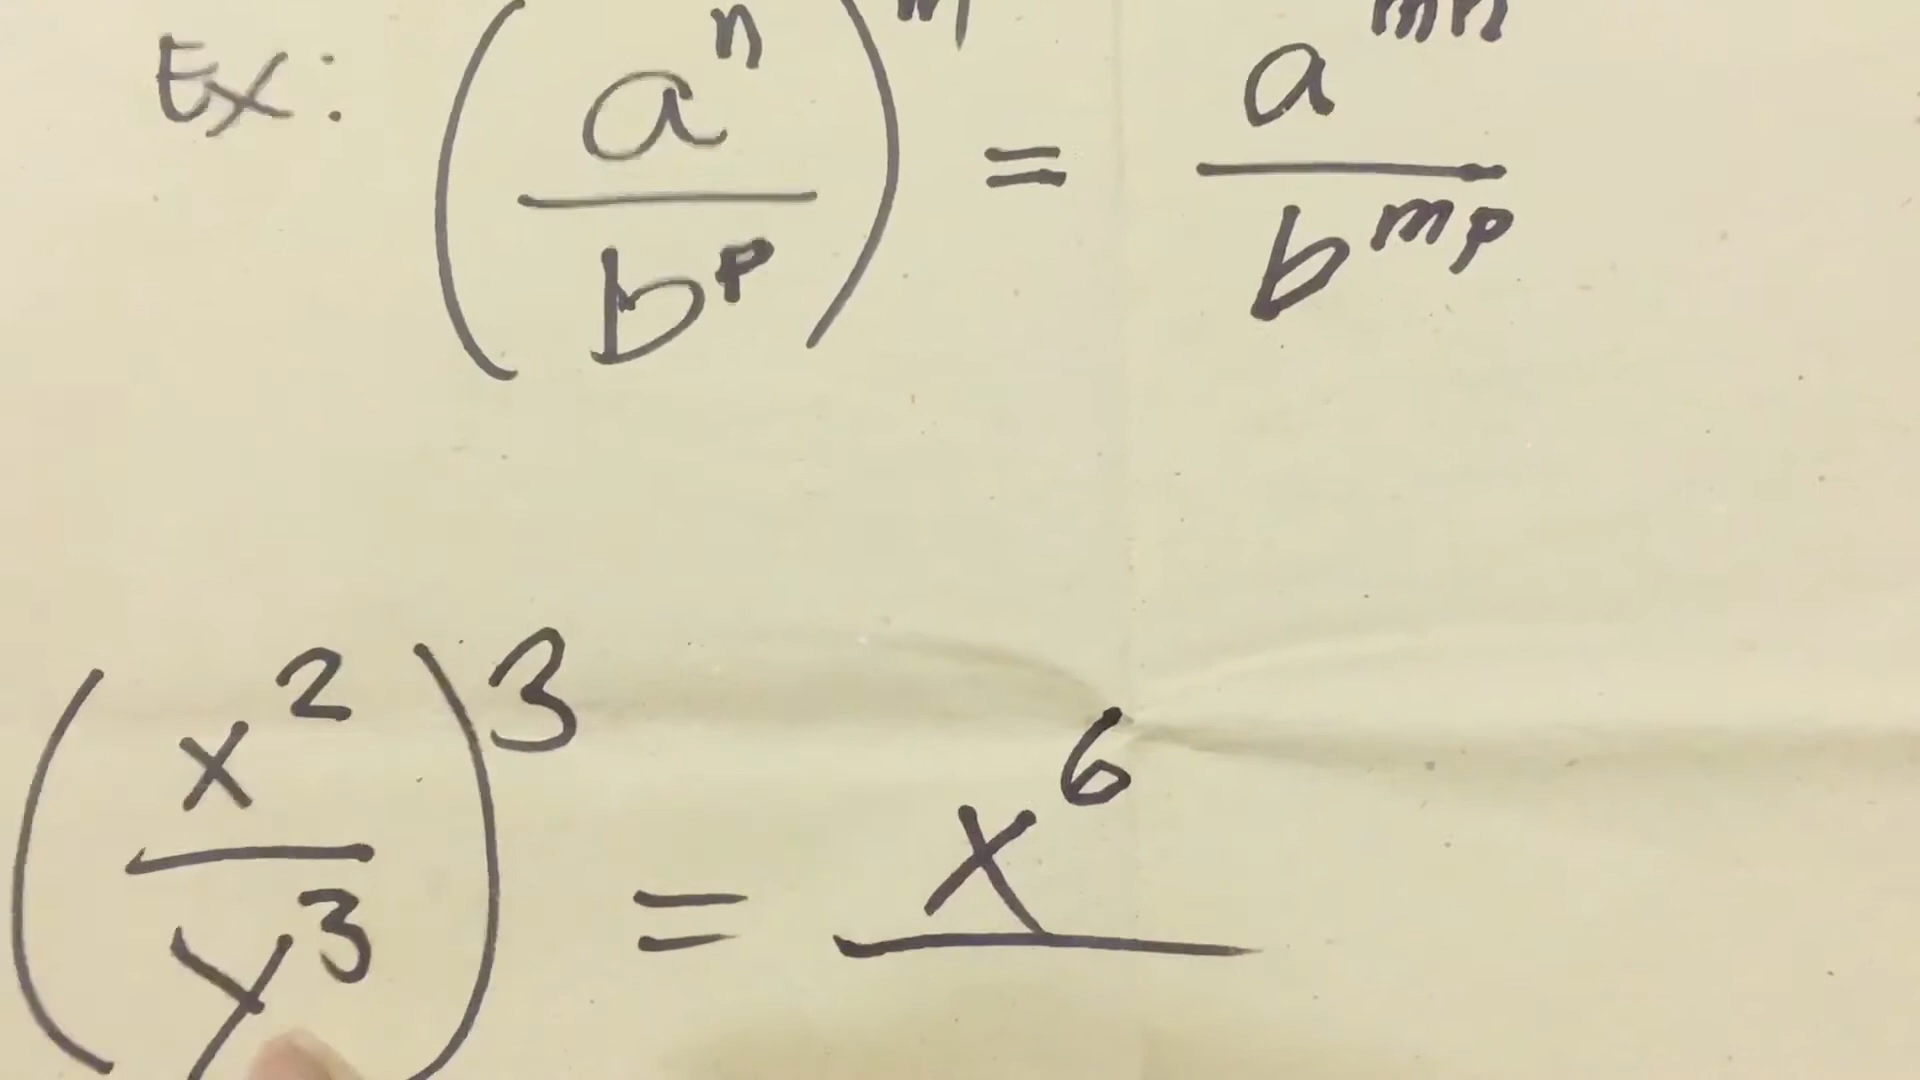 Ex: (a^n / b^p)^m = a^mn / b^mp
(x^2 / y^3)^3 = x^6 /